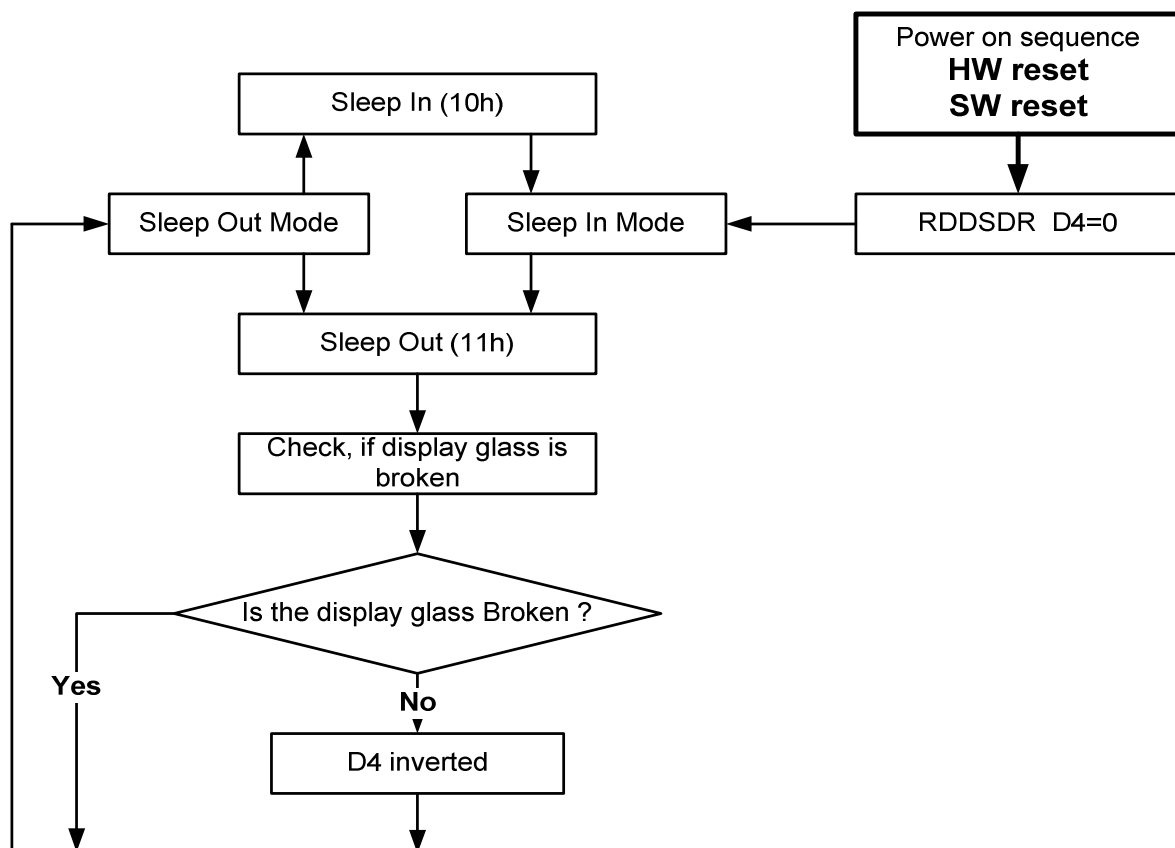 Power on sequence
HW reset
SW reset
Sleep In (10h)
Sleep Out Mode
Sleep In Mode
RDDSDR D4=0
Sleep Out (11h)
Check, if display glass is
broken
Is the display glass Broken ?
Yes
No
D4 inverted